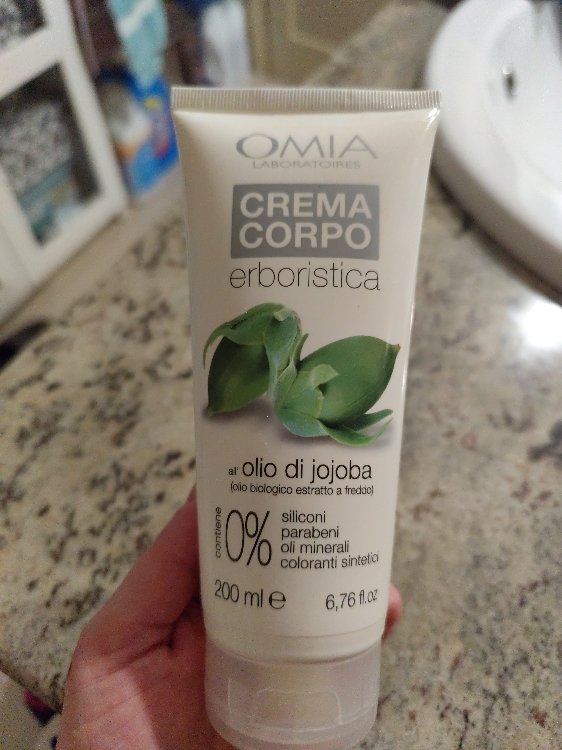 OMIA
LABORATOIRES
CREMA
CORPO
erboristica
al' olio di jojoba
(olio biologico estratto a freddo)
contiene
0%
siliconi
parabeni
oli minerali
coloranti sintetici
200 ml e
6,76 fl.oz